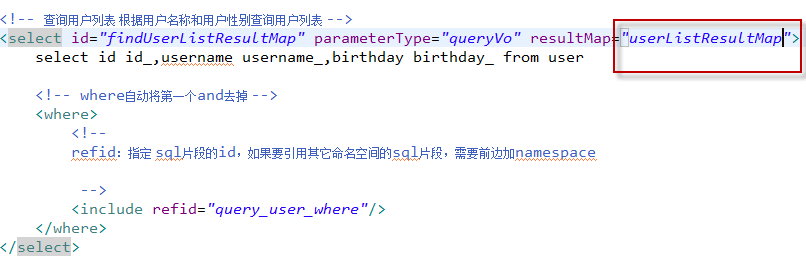 <!-- 查询用户列表 根据用户名称和用户性别查询用户列表 -->
<select id="findUserListResultMap" parameterType="queryVo" resultMap="userListResultMap">
select id id_,username username_,birthday birthday_ from user
<!-- where自动将第一个and去掉 -->
<where>
<!--
refid：指定 sql片段的id，如果要引用其它命名空间的sql片段，需要前边加namespace
-->
<include refid="query_user_where"/>
</where>
</select>